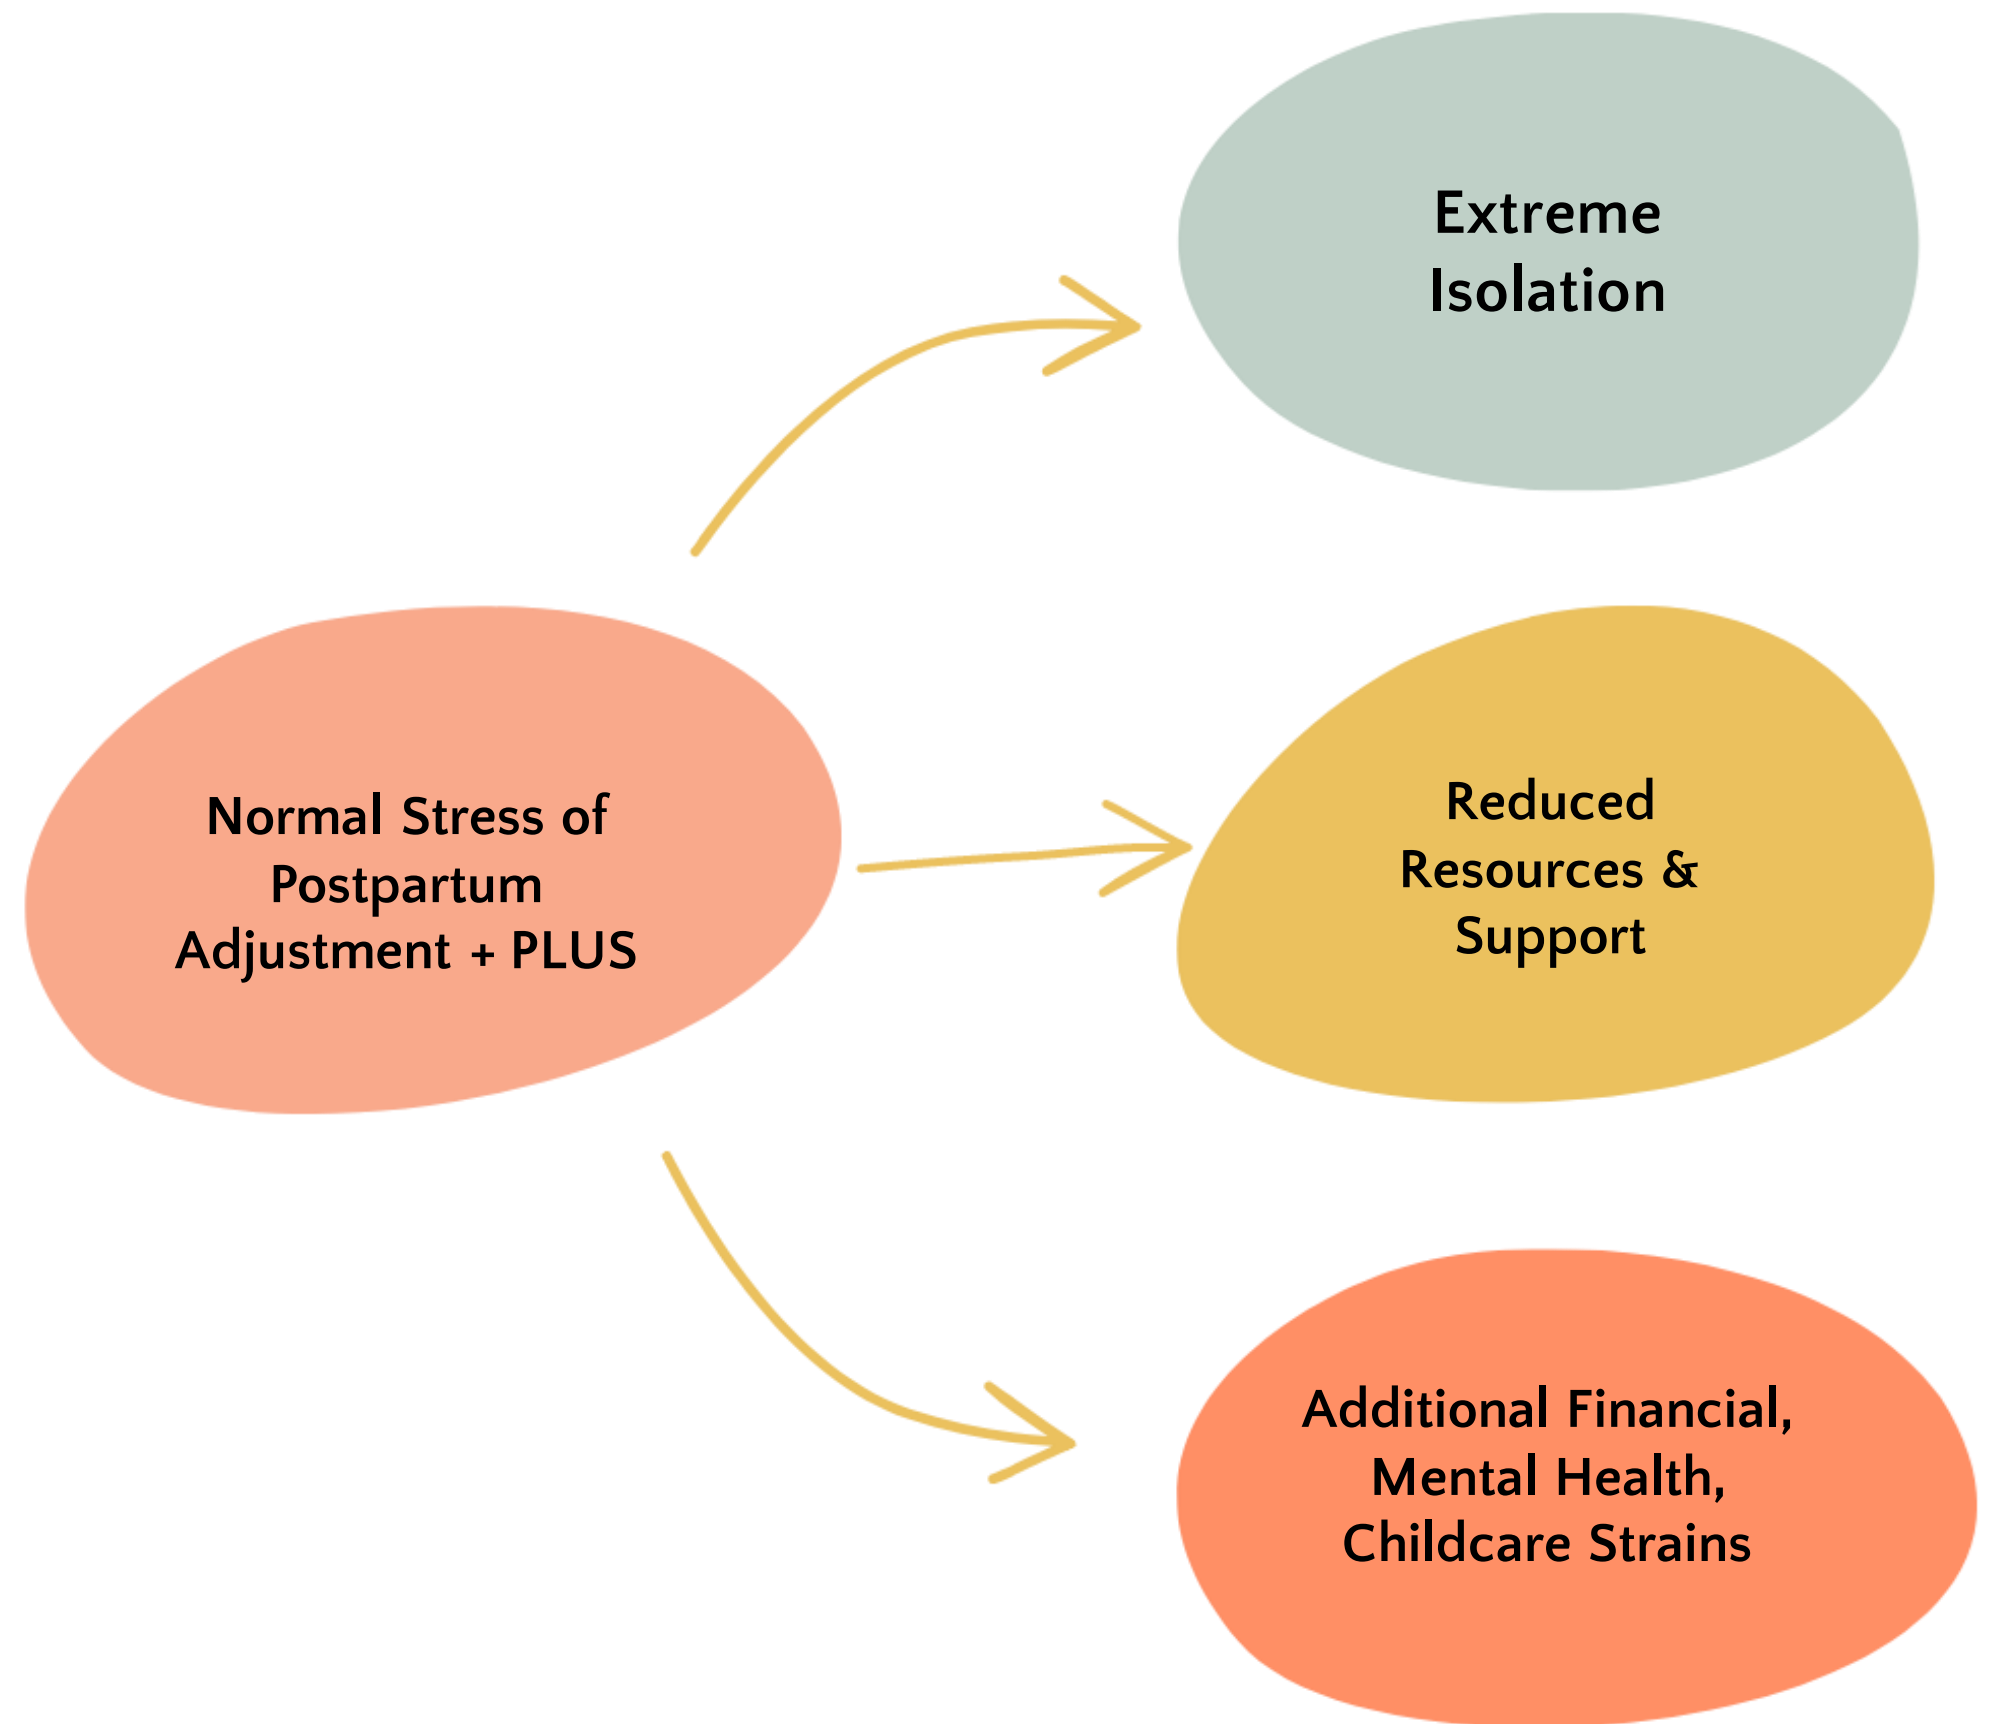 Extreme
Isolation
Normal Stress of
Postpartum
Adjustment + PLUS
Reduced
Resources &
Support
Additional Financial,
Mental Health,
Childcare Strains